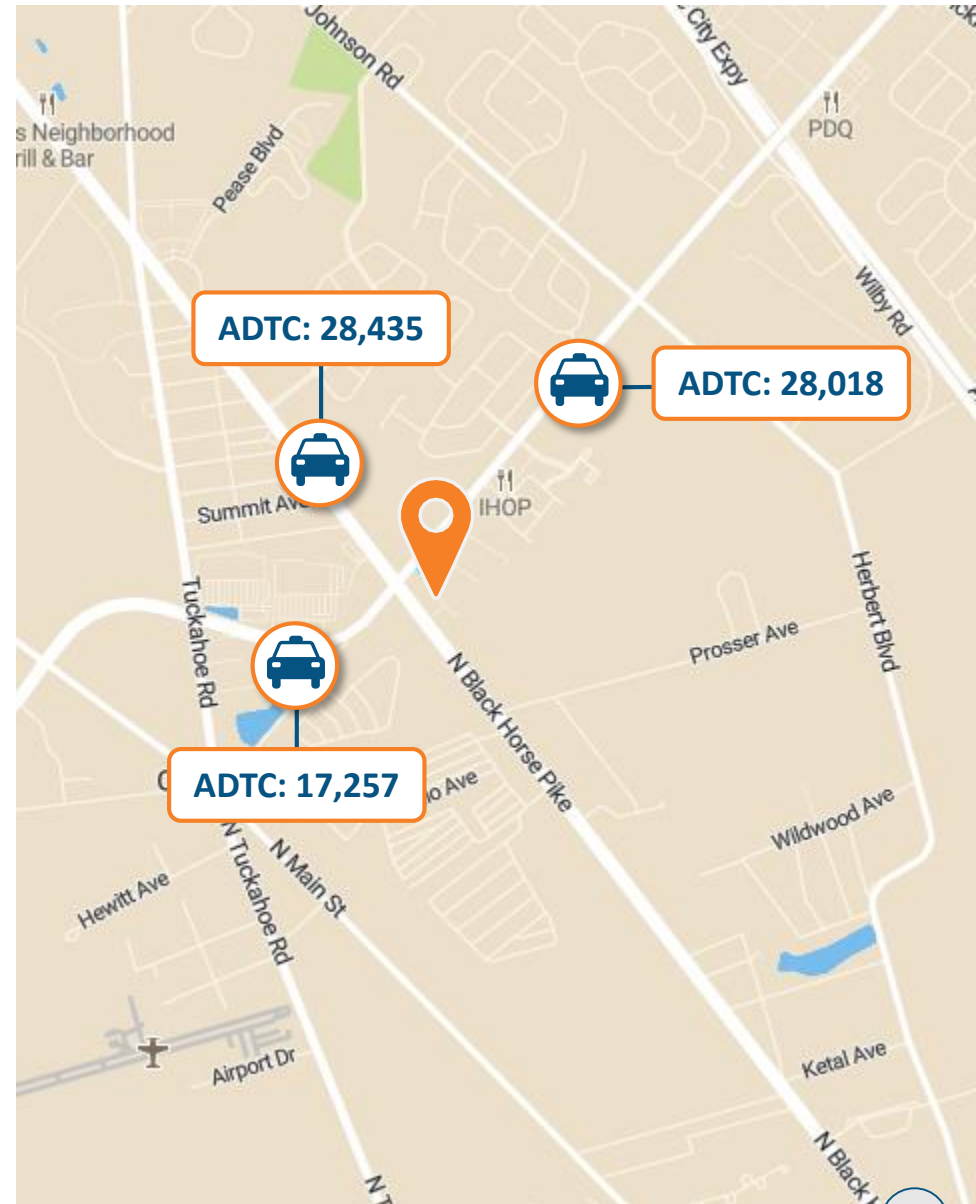 Johnson Rd
City Expy
PDQ
s Neighborhood
rill & Bar
Pease Blvd
Wilby Rd
ADTC: 28,435
ADTC: 28,018
IHOP
Summit Av
Tuckahoe Rd
Herbert Blvd
Prosser Ave
N Black Horse Pike
ADTC: 17,257
io Ave
Wildwood Ave
N Tuckahoe Rd
N Main St
Hewitt Ave
Airport Dr
Ketal Ave
N Black